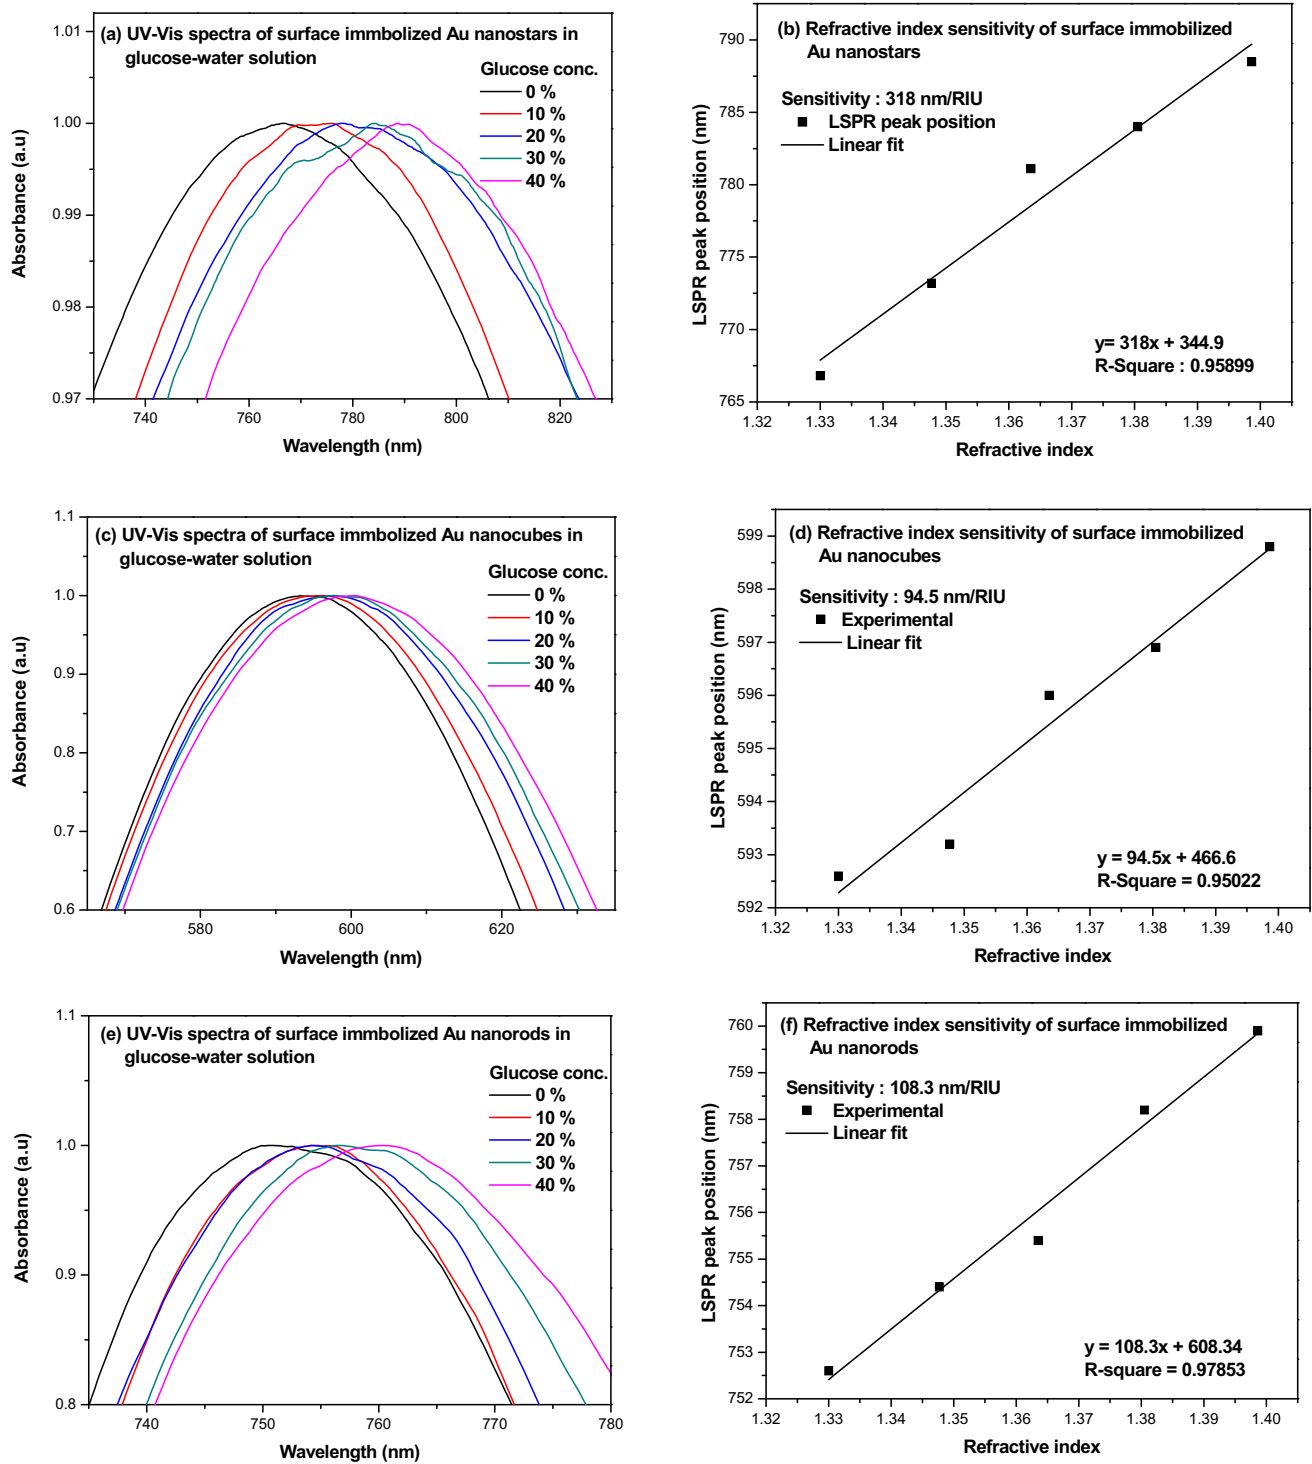 (a) UV-Vis spectra of surface immbolized Au nanostars in
glucose-water solution
Glucose conc.
0 %
10 %
20 %
30 %
40 %
1.01
1.00
0.99
0.98
0.97
Absorbance (a.u)
740
760
780
800
820
Wavelength (nm)
(b) Refractive index sensitivity of surface immobilized
Au nanostars
Sensitivity : 318 nm/RIU
LSPR peak position
Linear fit
790
785
780
775
770
765
LSPR peak position (nm)
y= 318x + 344.9
R-Square : 0.95899
1.32
1.33
1.34
1.35
1.36
1.37
1.38
1.39
1.40
Refractive index
(c) UV-Vis spectra of surface immbolized Au nanocubes in
glucose-water solution
Glucose conc.
0 %
10 %
20 %
30 %
40 %
1.1
1.0
0.9
0.8
0.7
0.6
Absorbance (a.u)
580
600
620
Wavelength (nm)
(d) Refractive index sensitivity of surface immobilized
Au nanocubes
Sensitivity : 94.5 nm/RIU
Experimental
Linear fit
599
598
597
596
595
594
593
592
LSPR peak position (nm)
y = 94.5x + 466.6
R-Square = 0.95022
1.32
1.33
1.34
1.35
1.36
1.37
1.38
1.39
1.40
Refractive index
(e) UV-Vis spectra of surface immbolized Au nanorods in
glucose-water solution
Glucose conc.
0 %
10 %
20 %
30 %
40 %
1.1
1.0
0.9
0.8
Absorbance (a.u)
740
750
760
770
780
Wavelength (nm)
(f) Refractive index sensitivity of surface immobilized
Au nanorods
Sensitivity : 108.3 nm/RIU
Experimental
Linear fit
760
759
758
757
756
755
754
753
752
LSPR peak position (nm)
y = 108.3x + 608.34
R-square = 0.97853
1.32
1.33
1.34
1.35
1.36
1.37
1.38
1.39
1.40
Refractive index